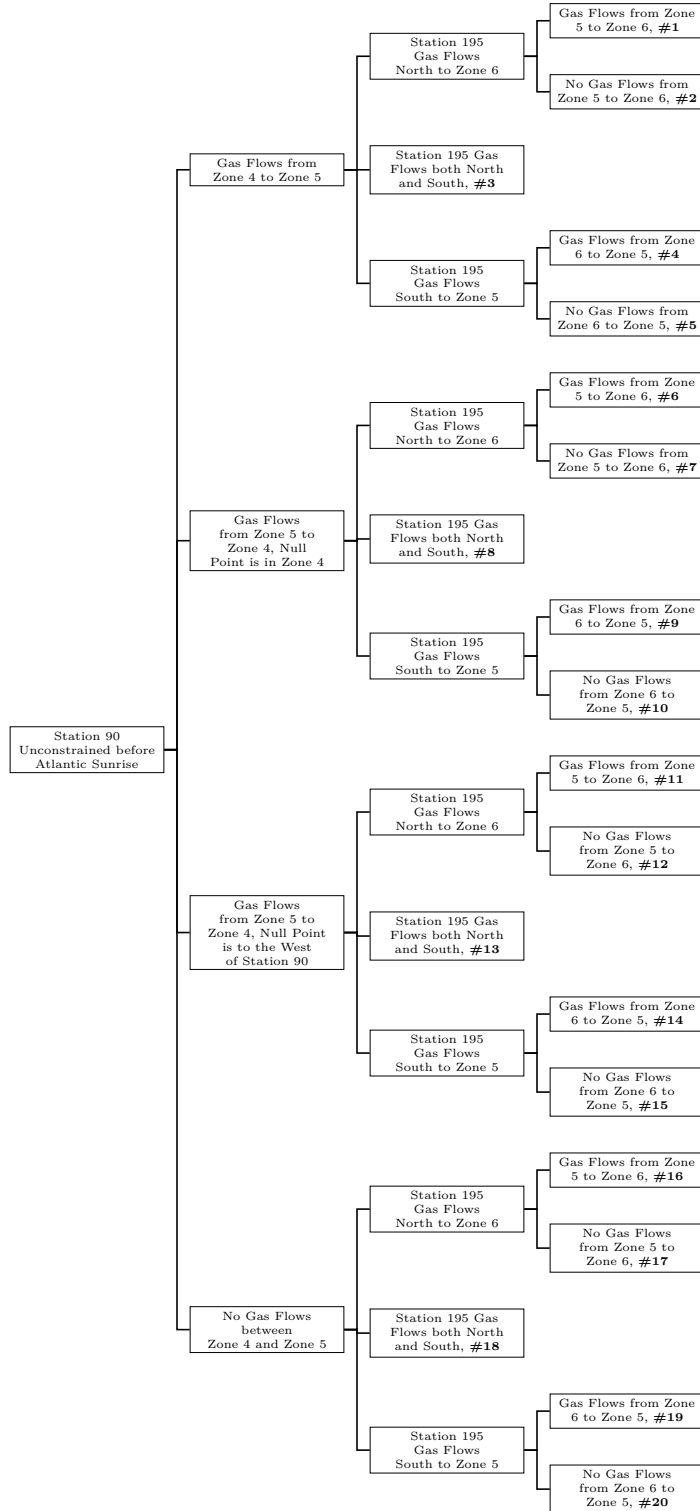 Station 90
Unconstrained before
Atlantic Sunrise
Gas Flows from
Zone 4 to Zone 5
Station 195
Gas Flows
North to Zone 6
Gas Flows from Zone
5 to Zone 6, #1
No Gas Flows from
Zone 5 to Zone 6, #2
Station 195 Gas
Flows both North
and South, #3
Station 195
Gas Flows
South to Zone 5
Gas Flows from Zone
6 to Zone 5, #4
No Gas Flows from
Zone 6 to Zone 5, #5
Gas Flows
from Zone 5 to
Zone 4, Null
Point is in Zone 4
Station 195
Gas Flows
North to Zone 6
Gas Flows from Zone
5 to Zone 6, #6
No Gas Flows from
Zone 5 to Zone 6, #7
Station 195 Gas
Flows both North
and South, #8
Station 195
Gas Flows
South to Zone 5
Gas Flows from Zone
6 to Zone 5, #9
No Gas Flows
from Zone 6 to
Zone 5, #10
Gas Flows
from Zone 5 to
Zone 4, Null Point
is to the West
of Station 90
Station 195
Gas Flows
North to Zone 6
Gas Flows from Zone
5 to Zone 6, #11
No Gas Flows
from Zone 5 to
Zone 6, #12
Station 195 Gas
Flows both North
and South, #13
Station 195
Gas Flows
South to Zone 5
Gas Flows from Zone
6 to Zone 5, #14
No Gas Flows
from Zone 6 to
Zone 5, #15
No Gas Flows
between
Zone 4 and Zone 5
Station 195
Gas Flows
North to Zone 6
Gas Flows from Zone
5 to Zone 6, #16
No Gas Flows
from Zone 5 to
Zone 6, #17
Station 195 Gas
Flows both North
and South, #18
Station 195
Gas Flows
South to Zone 5
Gas Flows from Zone
6 to Zone 5, #19
No Gas Flows
from Zone 6 to
Zone 5, #20